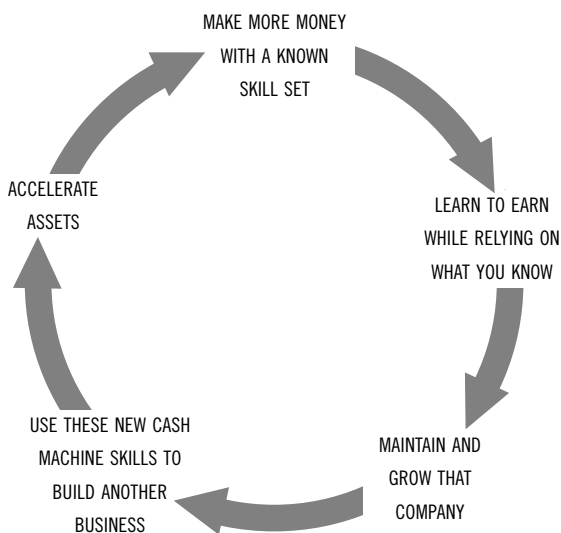 MAKE MORE MONEY
WITH A KNOWN
SKILL SET
LEARN TO EARN
WHILE RELYING ON
WHAT YOU KNOW
MAINTAIN AND
GROW THAT
COMPANY
USE THESE NEW CASH
MACHINE SKILLS TO
BUILD ANOTHER
BUSINESS
ACCELERATE
ASSETS